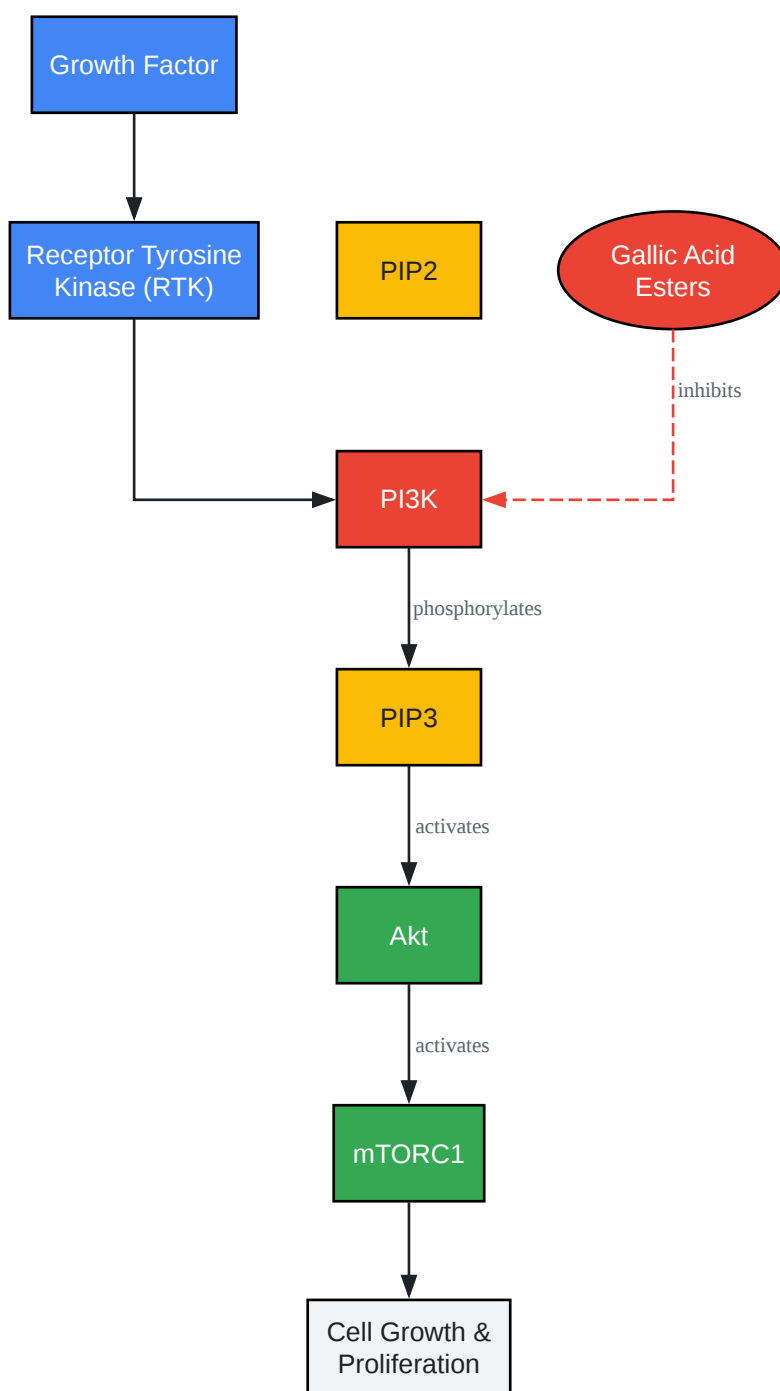 Growth Factor
Receptor Tyrosine
Kinase (RTK)
PIP2
Gallic Acid
Esters
inhibits
PI3K
phosphorylates
PIP3
activates
Akt
activates
mTORC1
Cell Growth &
Proliferation